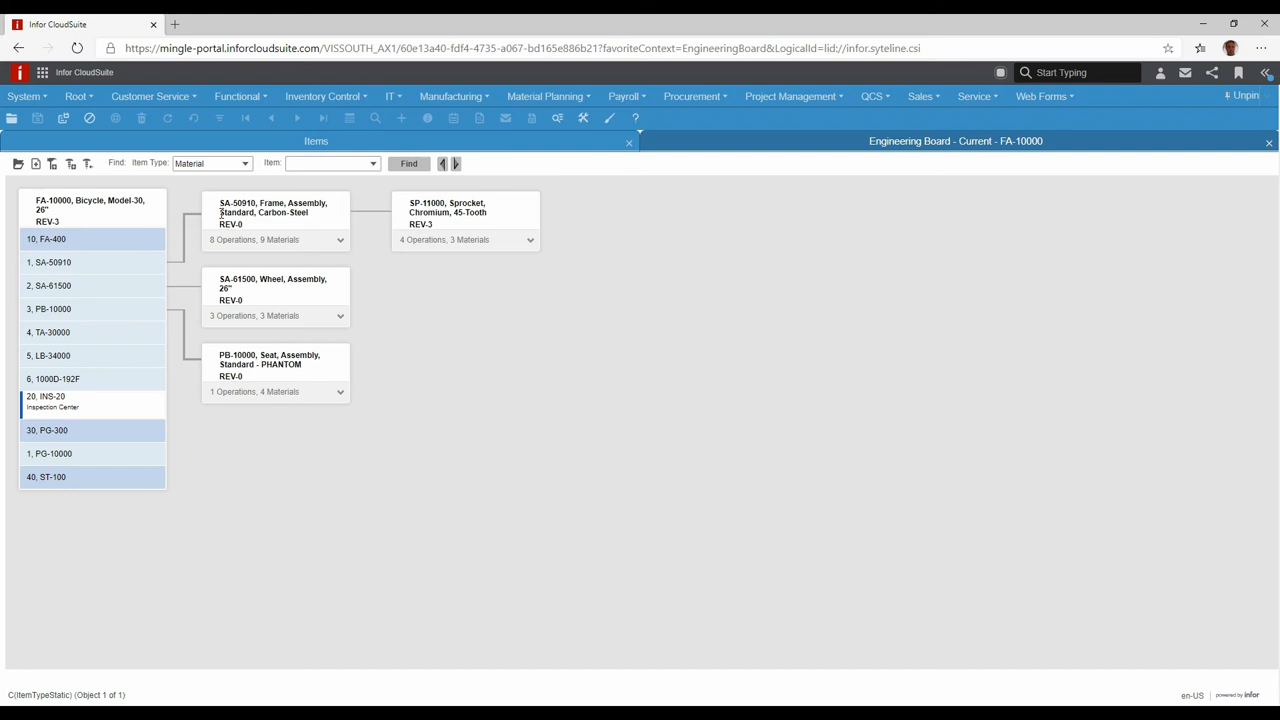 Infor CloudSuite
https://mingle-portal.inforcloudsuite.com/VISSOUTH_AX1/60e13a40-fdf4-4735-a067-bd165e886b21?favoriteContext=EngineeringBoard&LogicalId=lid://infor.syteline.csi
Infor CloudSuite
Start Typing
System Root Customer Service Functional Inventory Control IT Manufacturing Material Planning Payroll Procurement Project Management QCS Sales Service Web Forms Unpin
Items
Engineering Board - Current - FA-10000
Find: Item Type: Material Item: Find
FA-10000, Bicycle, Model-30,
26"
REV-3
10, FA-400
1, SA-50910
2, SA-61500
3, PB-10000
4, TA-30000
5, LB-34000
6, 1000D-192F
20, INS-20
Inspection Center
30, PG-300
1, PG-10000
40, ST-100
SA-50910, Frame, Assembly,
Standard, Carbon-Steel
REV-0
8 Operations, 9 Materials
SA-61500, Wheel, Assembly,
26"
REV-0
3 Operations, 3 Materials
PB-10000, Seat, Assembly,
Standard - PHANTOM
REV-0
1 Operations, 4 Materials
SP-11000, Sprocket,
Chromium, 45-Tooth
REV-3
4 Operations, 3 Materials
C(ItemTypeStatic) (Object 1 of 1)
en-US
powered by infor